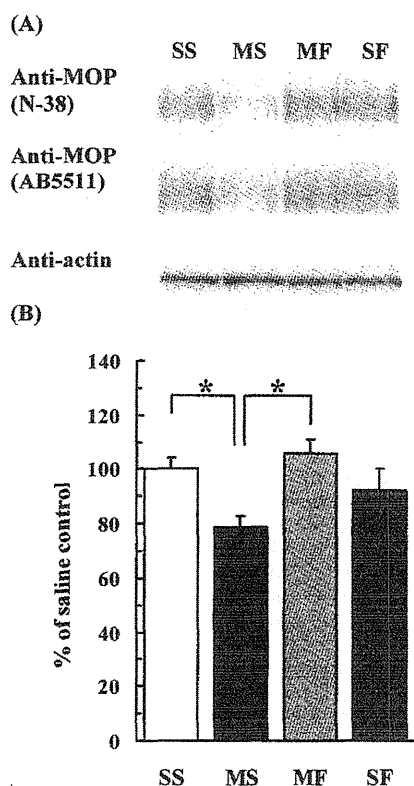 (A)
SS MS MF SF
Anti-MOP
(N-38)
Anti-MOP
(AB5511)
Anti-actin
(B)
140
120
100
80
60
40
20
0
% of saline control
* *
SS MS MF SF